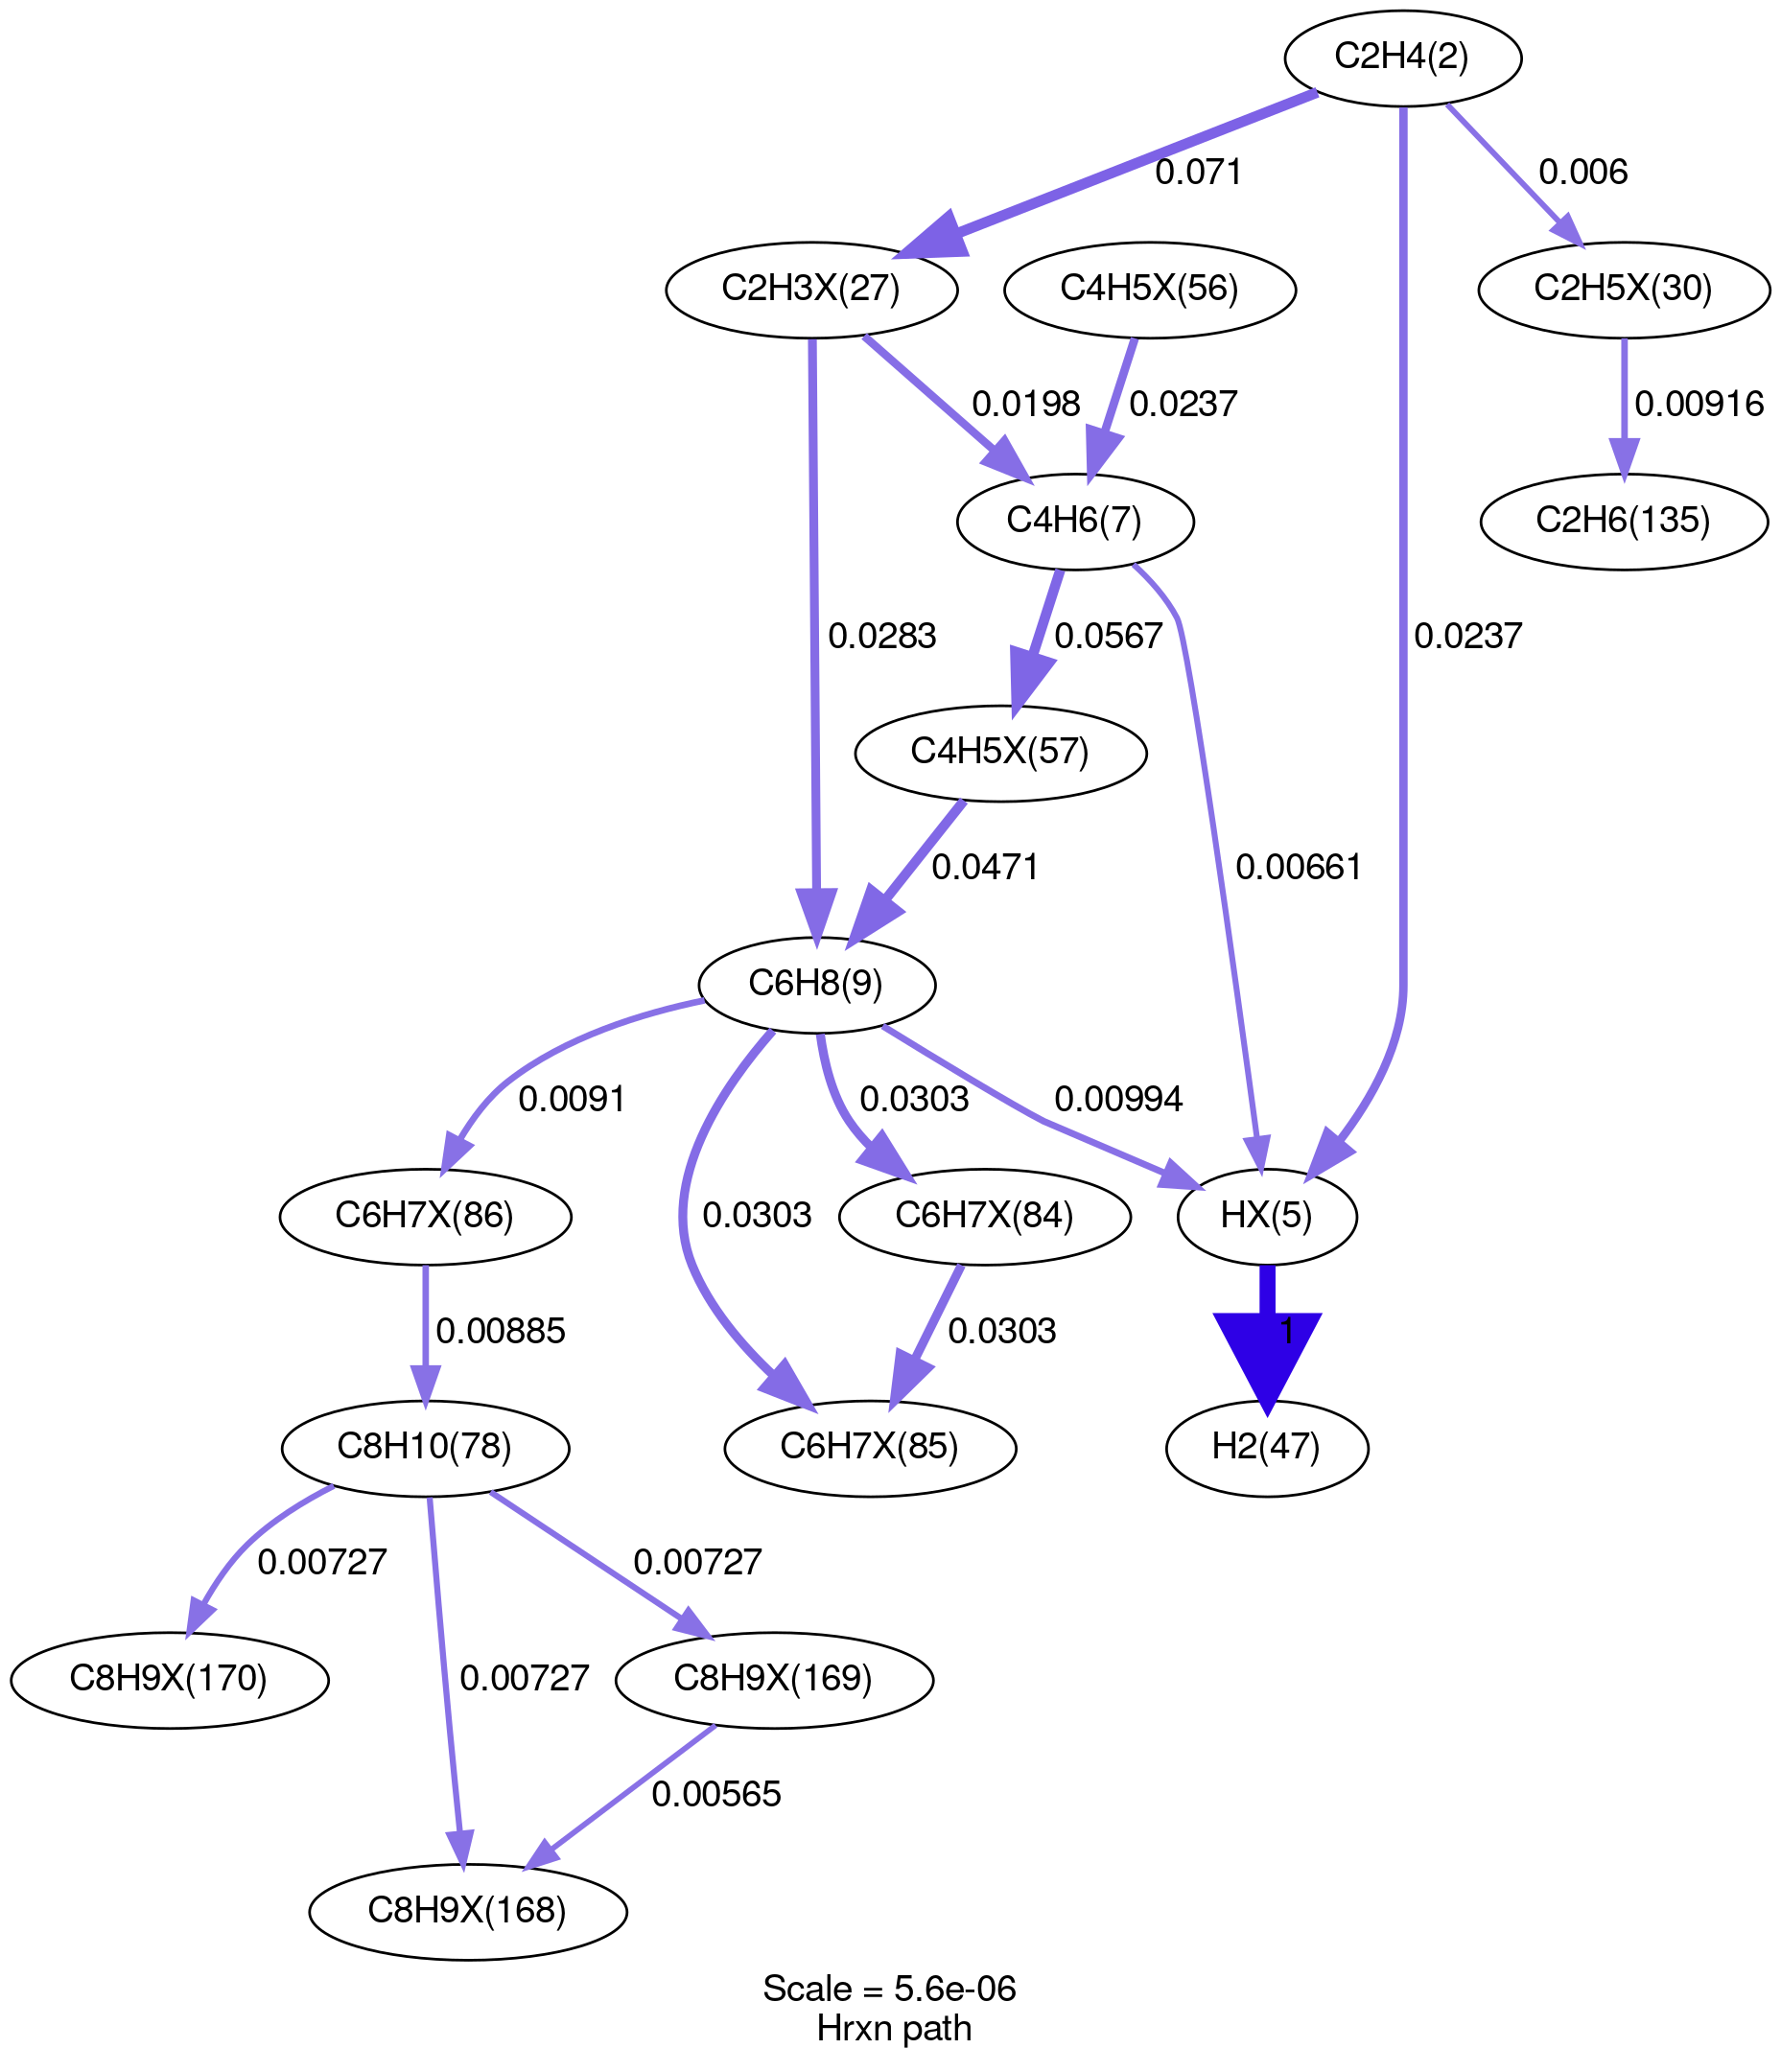 C2H4(2)
0.071
0.006
C2H3X(27)
C4H5X(56)
C2H5X(30)
0.0198
0.0237
0.00916
C4H6(7)
C2H6(135)
0.0283
0.0567
0.0237
C4H5X(57)
0.0471
0.00661
C6H8(9)
0.0091
0.0303
0.00994
C6H7X(86)
0.0303
C6H7X(84)
HX(5)
0.00885
0.0303
1
C8H10(78)
C6H7X(85)
H2(47)
0.00727
0.00727
C8H9X(170)
0.00727
C8H9X(169)
0.00565
C8H9X(168)
Scale = 5.6e-06
Hrxn path